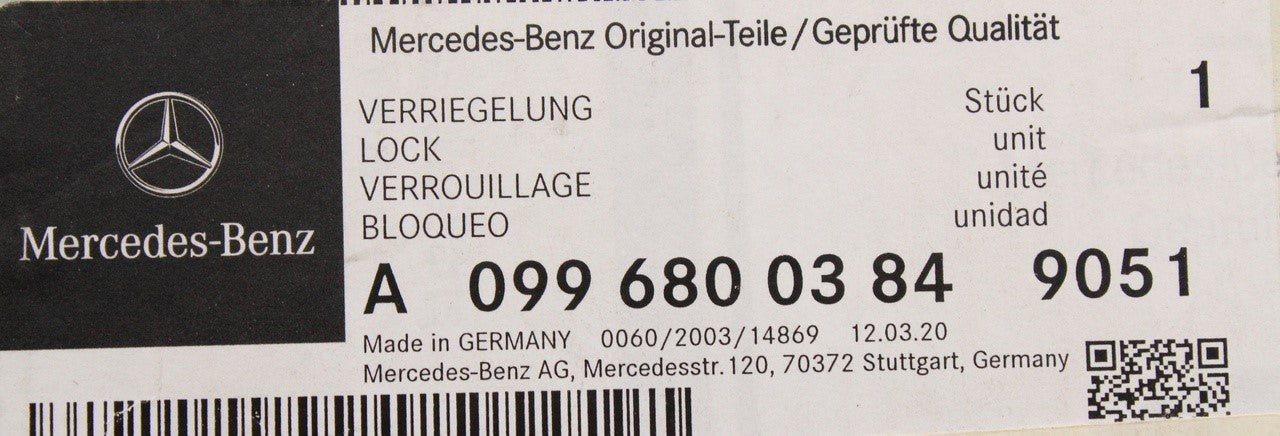 Mercedes-Benz Original-Teile/Geprüfte Qualität
Mercedes-Benz
VERRIEGELUNG Stück 1
LOCK unit
VERROUILLAGE unité
BLOQUEO unidad
A 099 680 03 84 9051
Made in GERMANY 0060/2003/14869 12.03.20
Mercedes-Benz AG, Mercedesstr.120, 70372 Stuttgart, Germany